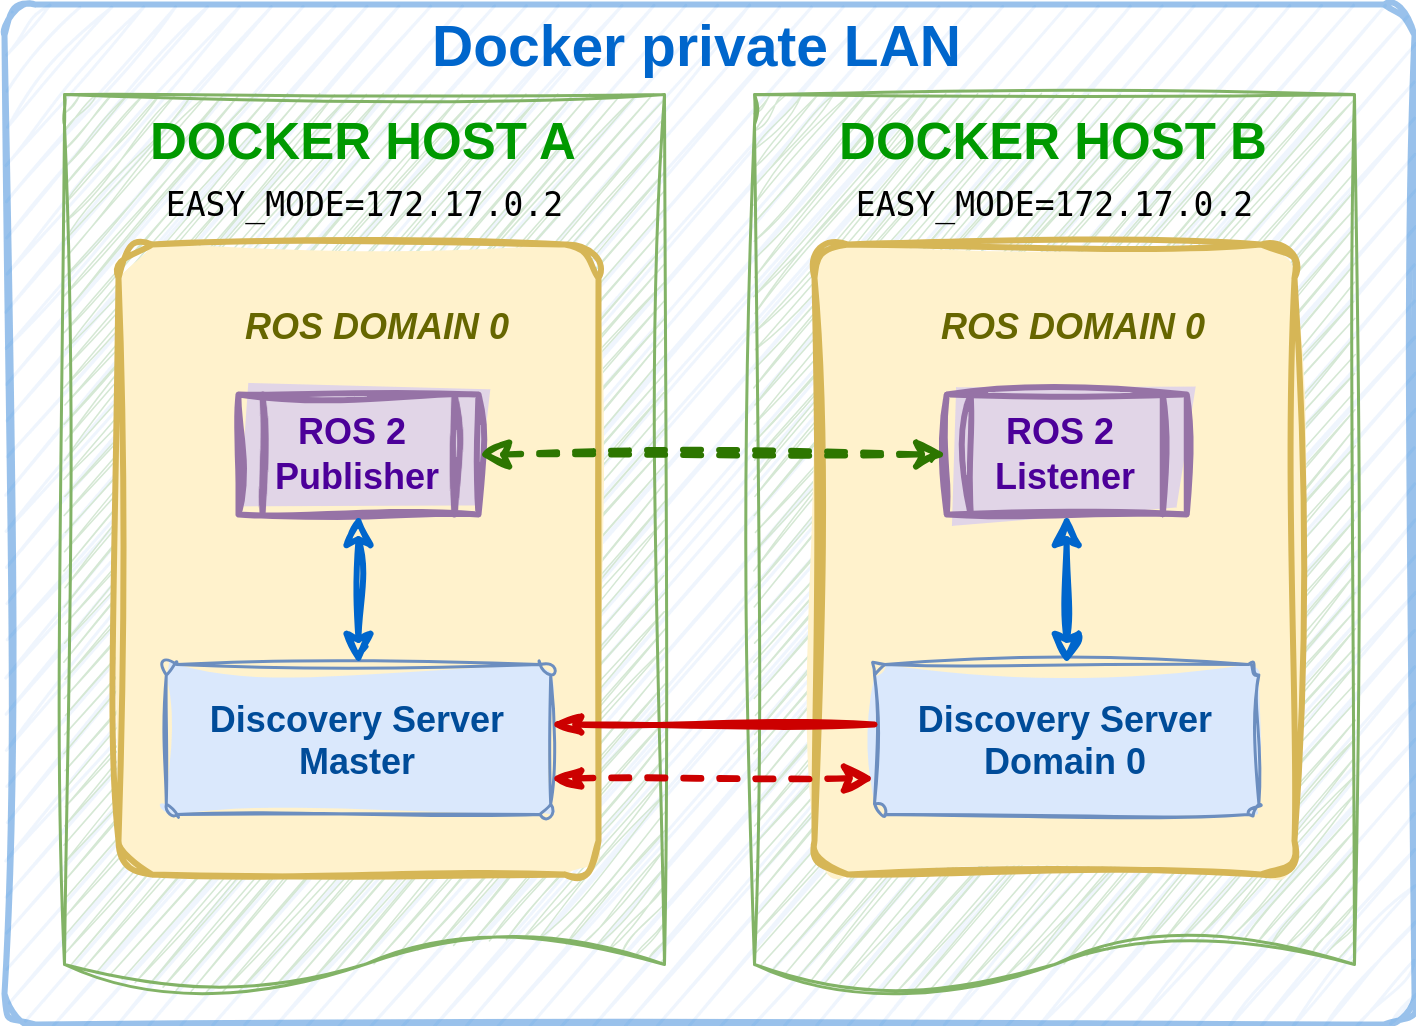 Docker private LAN
DOCKER HOST A
EASY_MODE=172.17.0.2
ROS DOMAIN 0
ROS 2
Publisher
Discovery Server
Master
DOCKER HOST B
EASY_MODE=172.17.0.2
ROS DOMAIN 0
ROS 2
Listener
Discovery Server
Domain 0